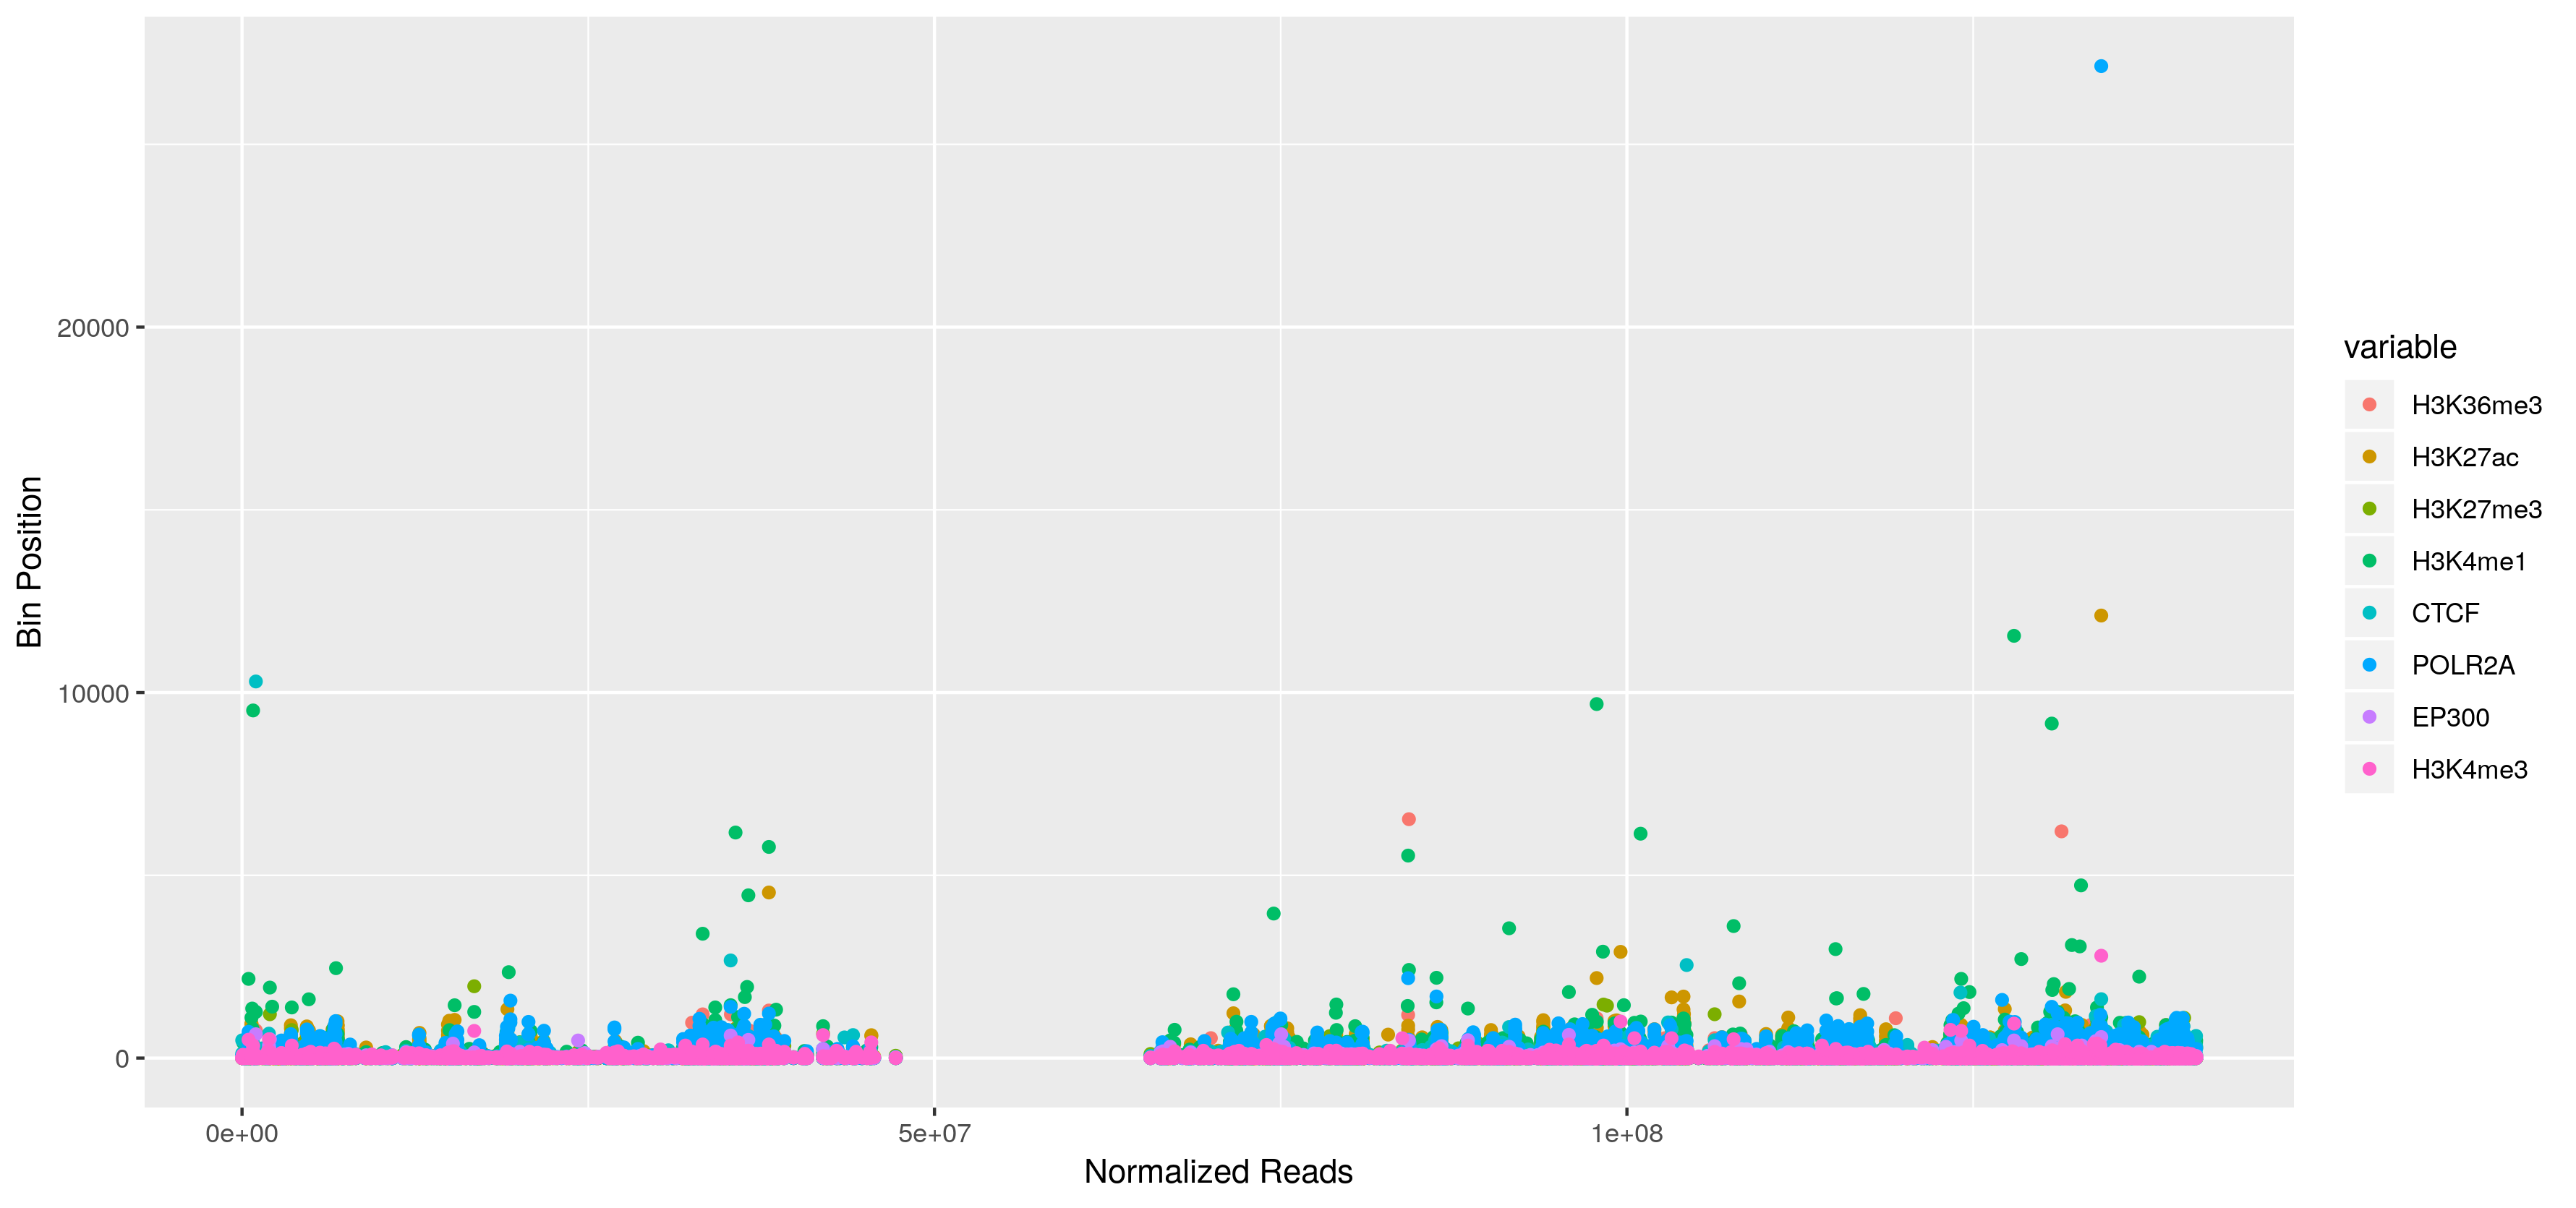 Bin Position
20000
10000
0
0e+00
5e+07
1e+08
Normalized Reads
variable
H3K36me3
H3K27ac
H3K27me3
H3K4me1
CTCF
POLR2A
EP300
H3K4me3